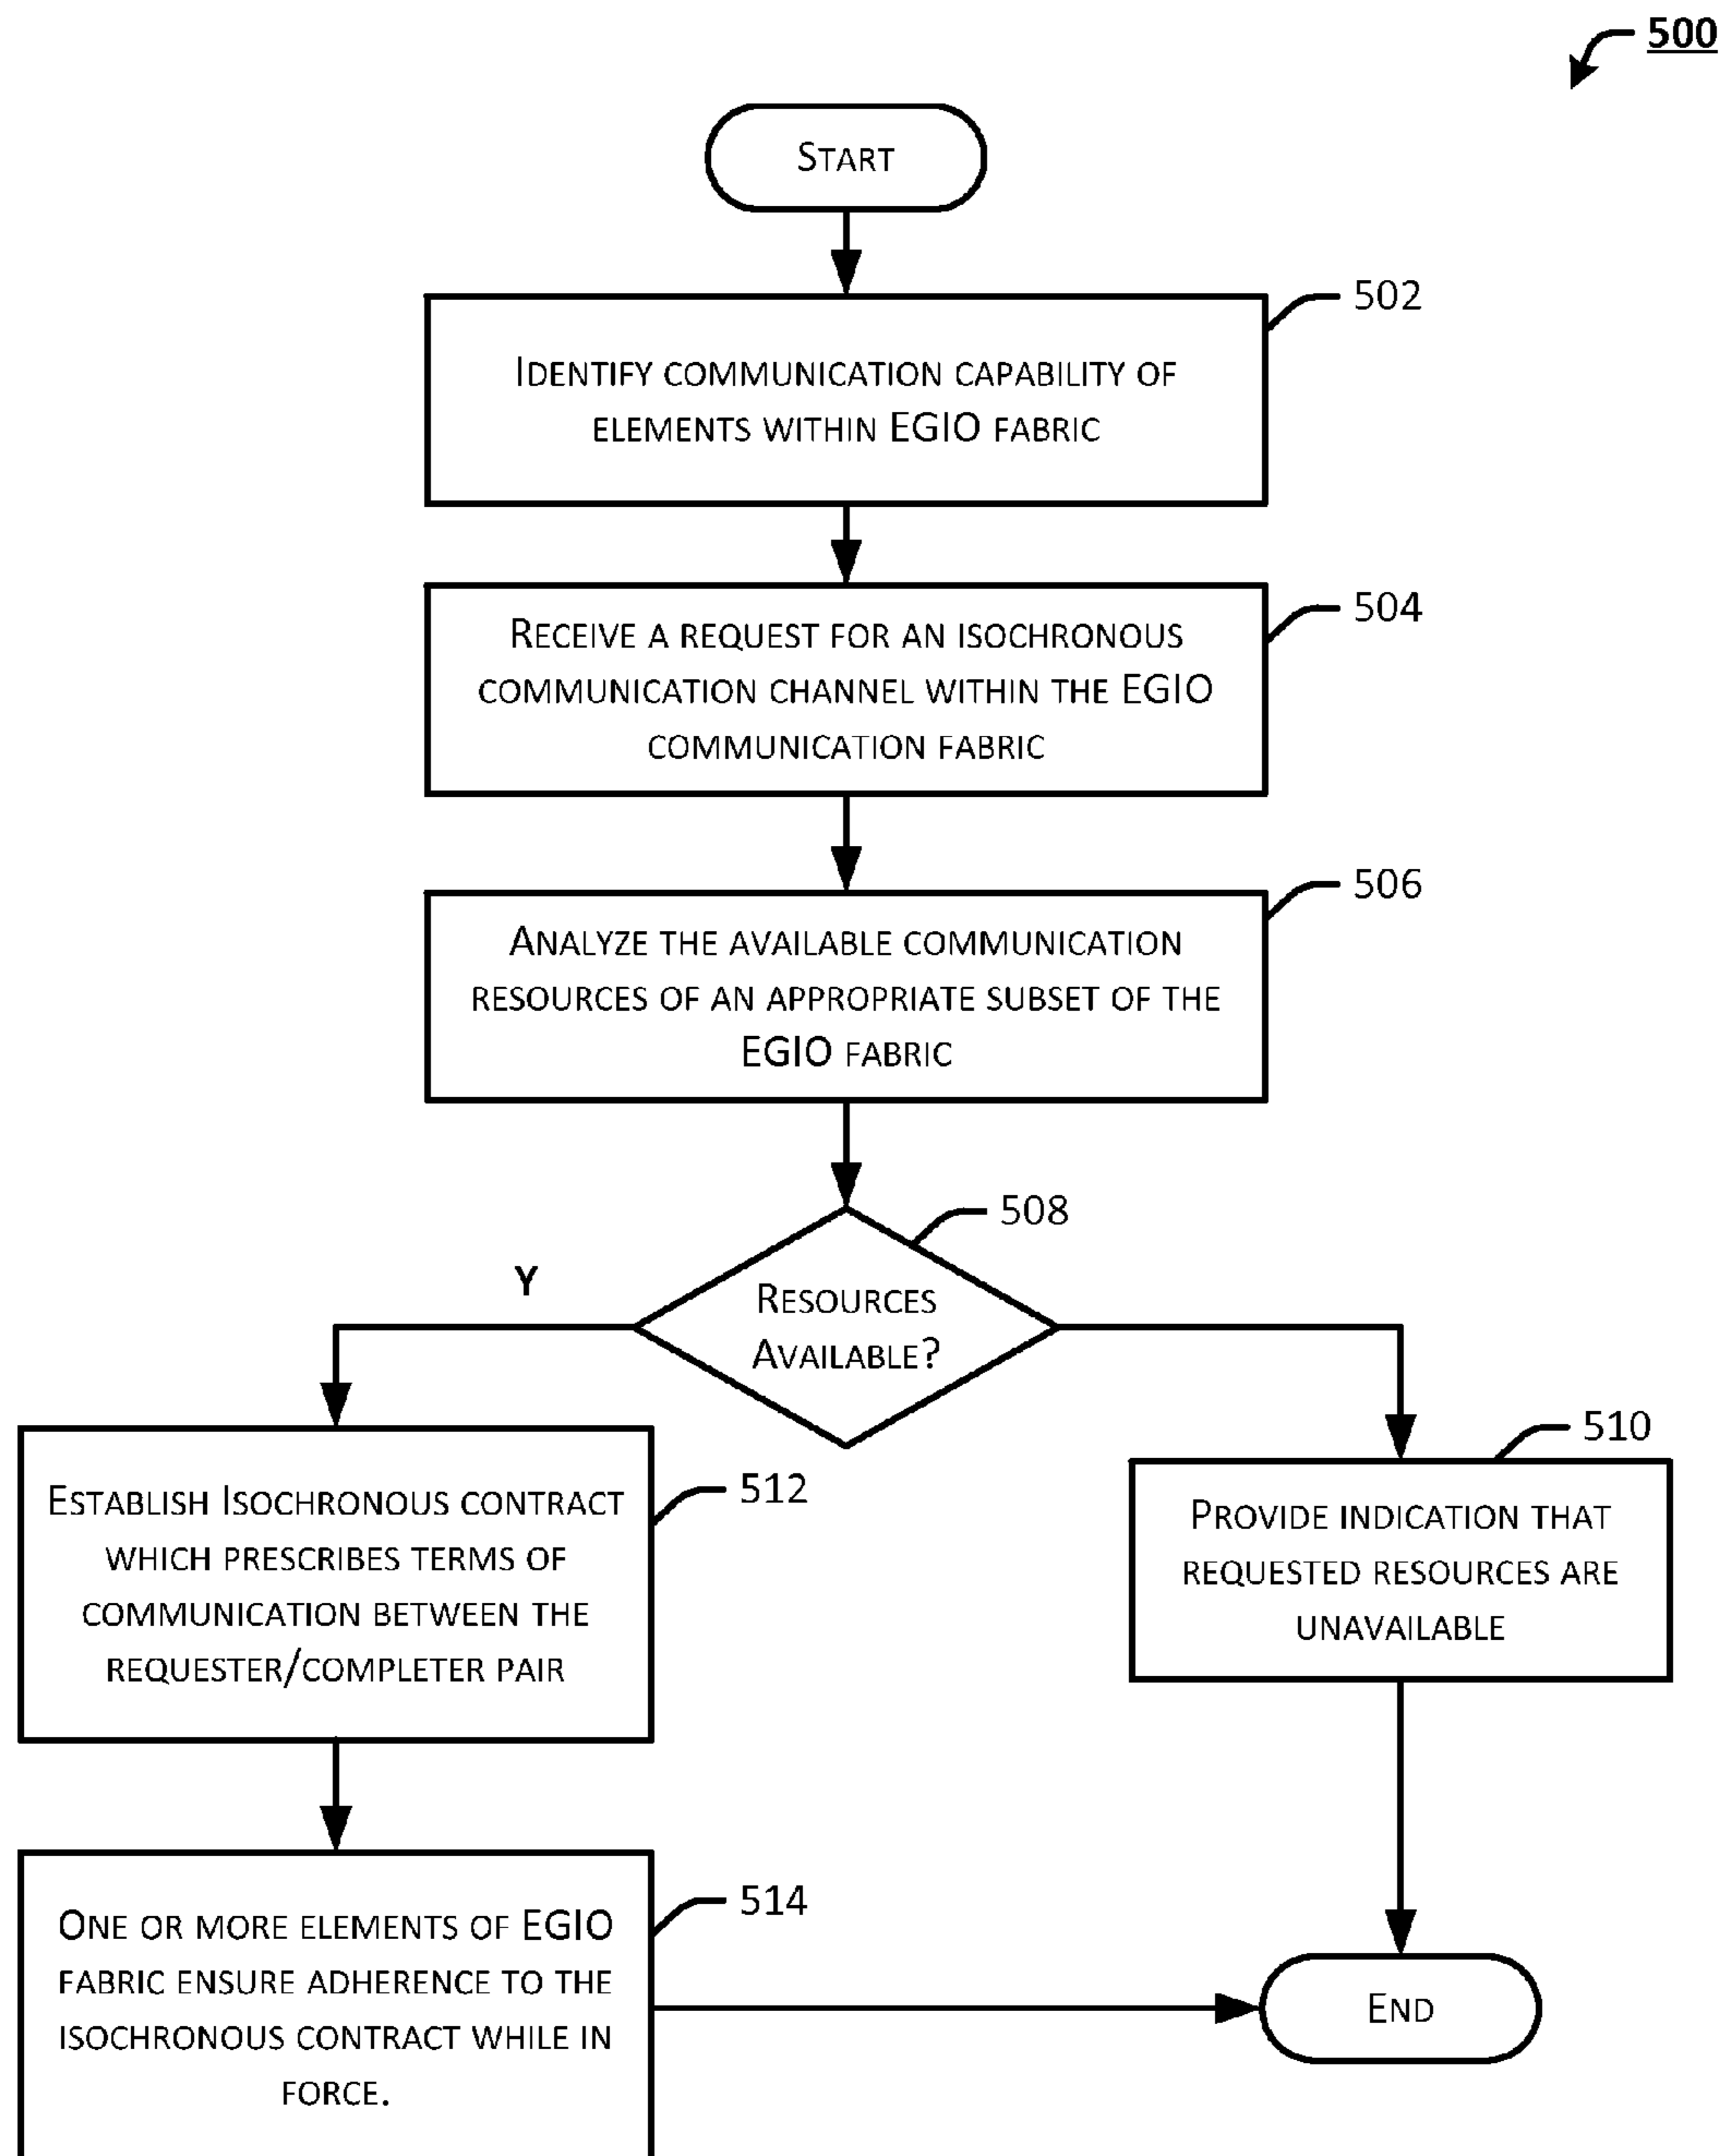 500
START
502
IDENTIFY COMMUNICATION CAPABILITY OF
ELEMENTS WITHIN EGIO FABRIC
504
RECEIVE A REQUEST FOR AN ISOCHRONOUS
COMMUNICATION CHANNEL WITHIN THE EGIO
COMMUNICATION FABRIC
506
ANALYZE THE AVAILABLE COMMUNICATION
RESOURCES OF AN APPROPRIATE SUBSET OF THE
EGIO FABRIC
508
Y
RESOURCES
AVAILABLE?
512
ESTABLISH ISOCHRONOUS CONTRACT
WHICH PRESCRIBES TERMS OF
COMMUNICATION BETWEEN THE
REQUESTER/COMPLETER PAIR
510
PROVIDE INDICATION THAT
REQUESTED RESOURCES ARE
UNAVAILABLE
514
ONE OR MORE ELEMENTS OF EGIO
FABRIC ENSURE ADHERENCE TO THE
ISOCHRONOUS CONTRACT WHILE IN
FORCE.
END